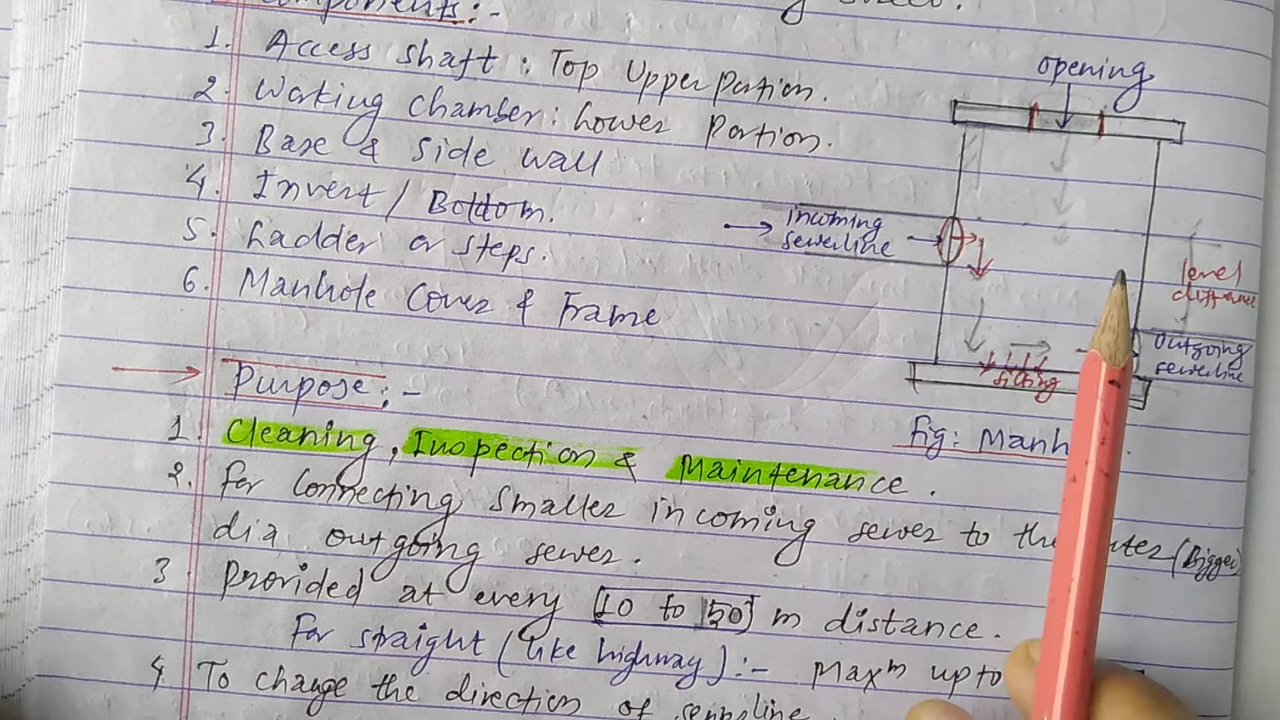 Components:-
1. Access shaft : Top Upper Portion.
2. Working chamber: Lower Portion.
3. Base & side wall
4. Invert / Bottom.
5. Ladder or steps.
6. Manhole Cover & Frame
opening
incoming
sewerline
level
difference
outgoing
sewerline
fig: Manh
Purpose:-
1. Cleaning, Inspection & Maintenance.
2. For Connecting smaller incoming sewer to the (Bigger)
dia outgoing sewer.
3 Provided at every [10 to 50] m distance.
For straight (like highway) :- Maxm upto
4 To change the direction of